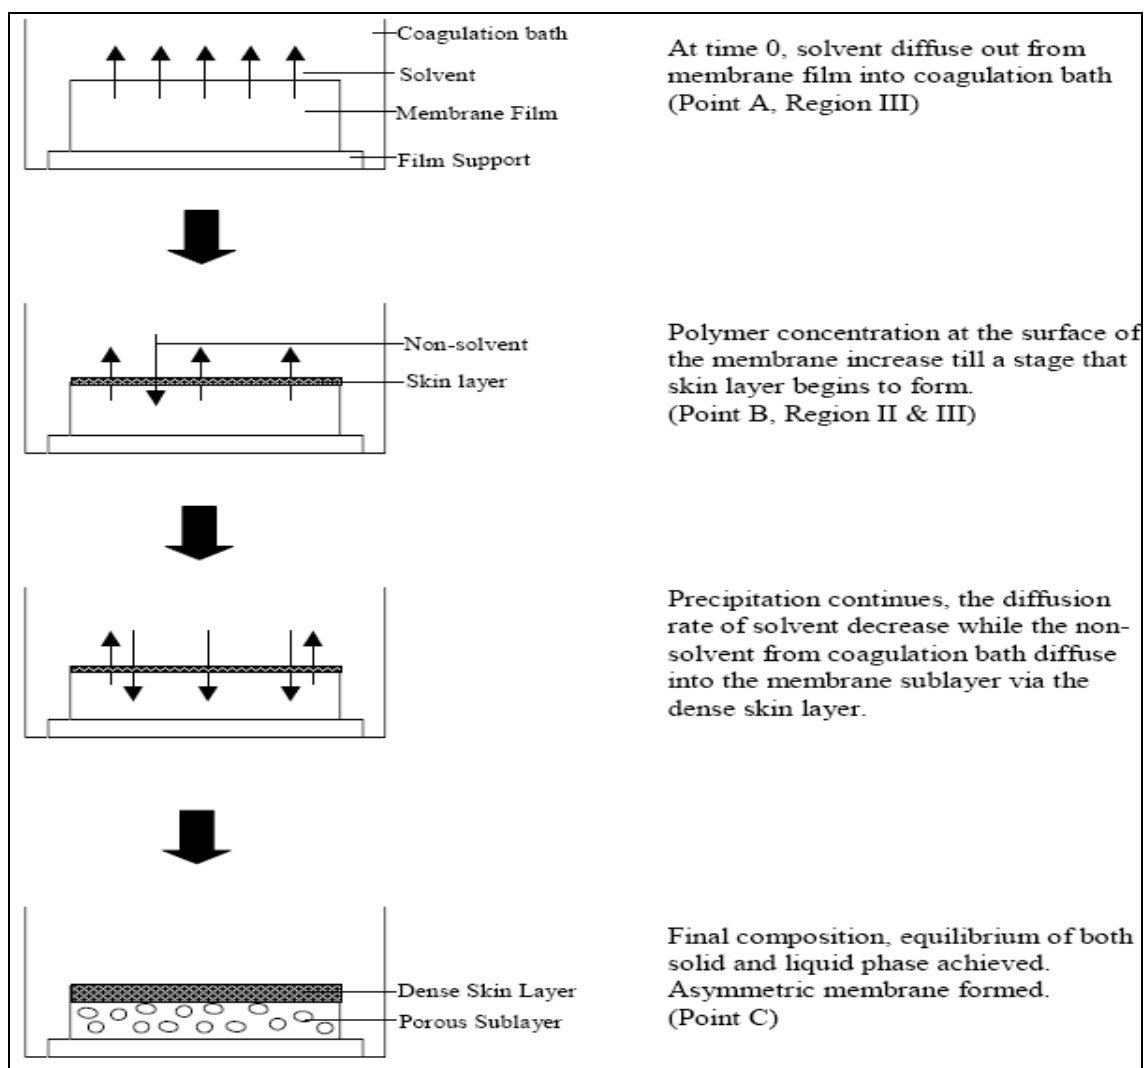 Coagulation bath
Solvent
Membrane Film
Film Support
At time 0, solvent diffuse out from
membrane film into coagulation bath
(Point A, Region III)
Non-solvent
Skin layer
Polymer concentration at the surface of
the membrane increase till a stage that
skin layer begins to form.
(Point B, Region II & III)
Precipitation continues, the diffusion
rate of solvent decrease while the non-
solvent from coagulation bath diffuse
into the membrane sublayer via the
dense skin layer.
Dense Skin Layer
Porous Sublayer
Final composition, equilibrium of both
solid and liquid phase achieved.
Asymmetric membrane formed.
(Point C)